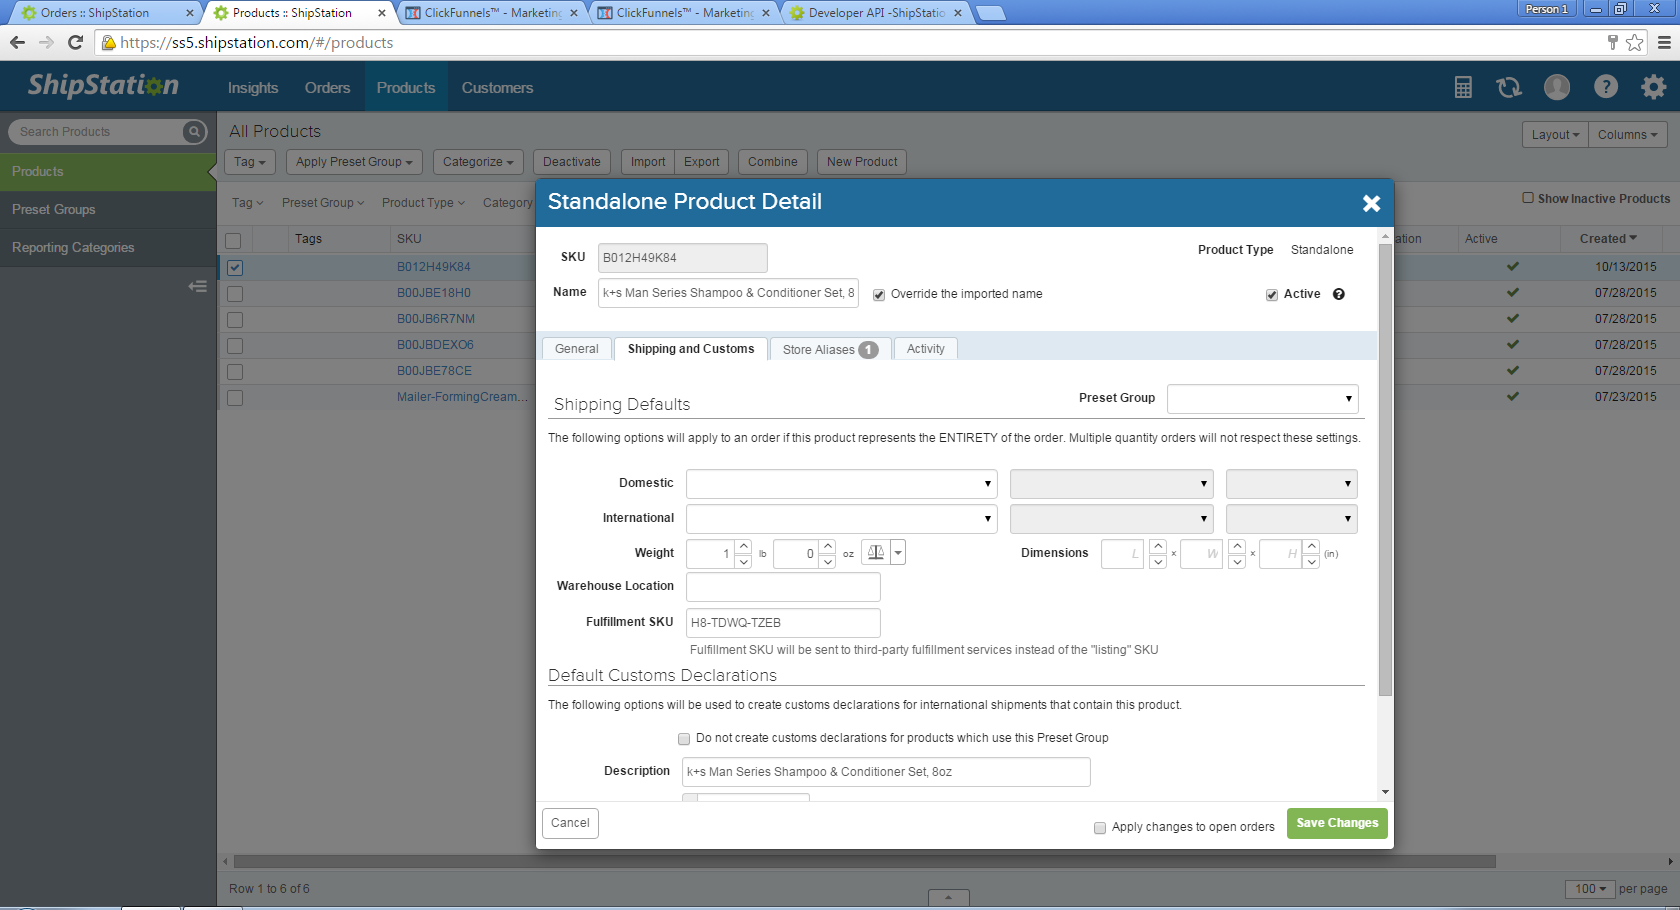 Orders :: ShipStation
Products :: ShipStation
ClickFunnels™ - Marketing
ClickFunnels™ - Marketing
Developer API -ShipStatio
Person 1
https://ss5.shipstation.com/#/products
ShipStation
Insights
Orders
Products
Customers
?
Search Products
All Products
Layout
Columns
Tag
Apply Preset Group
Categorize
Deactivate
Import
Export
Combine
New Product
Products
Preset Groups
Reporting Categories
Tag
Preset Group
Product Type
Category
Show Inactive Products
Tags
SKU
ation
Active
Created
B012H49K84
10/13/2015
B00JBE18H0
07/28/2015
B00JB6R7NM
07/28/2015
B00JBDEXO6
07/28/2015
B00JBE78CE
07/28/2015
Mailer-FormingCream...
07/23/2015
Standalone Product Detail
SKU
B012H49K84
Product Type
Standalone
Name
k+s Man Series Shampoo & Conditioner Set, 8
Override the imported name
Active
?
General
Shipping and Customs
Store Aliases 1
Activity
Shipping Defaults
Preset Group
The following options will apply to an order if this product represents the ENTIRETY of the order. Multiple quantity orders will not respect these settings.
Domestic
International
Weight
1
lb
0
oz
Dimensions
L
x
W
x
H
(in)
Warehouse Location
Fulfillment SKU
H8-TDWQ-TZEB
Fulfillment SKU will be sent to third-party fulfillment services instead of the "listing" SKU
Default Customs Declarations
The following options will be used to create customs declarations for international shipments that contain this product.
Do not create customs declarations for products which use this Preset Group
Description
k+s Man Series Shampoo & Conditioner Set, 8oz
Cancel
Apply changes to open orders
Save Changes
Row 1 to 6 of 6
100
per page